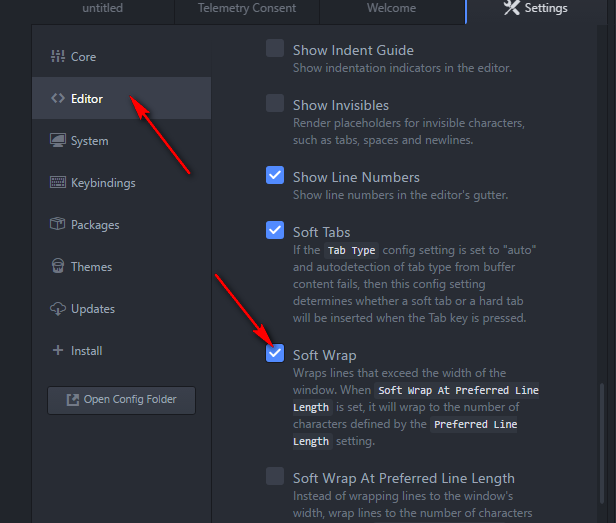 untitled
Telemetry Consent
Welcome
Settings
Core
Editor
System
Keybindings
Packages
Themes
Updates
Install
Open Config Folder
Show Indent Guide
Show indentation indicators in the editor.
Show Invisibles
Render placeholders for invisible characters,
such as tabs, spaces and newlines.
Show Line Numbers
Show line numbers in the editor's gutter.
Soft Tabs
If the Tab Type config setting is set to "auto"
and autodetection of tab type from buffer
content fails, then this config setting
determines whether a soft tab or a hard tab
will be inserted when the Tab key is pressed.
Soft Wrap
Wraps lines that exceed the width of the
window. When Soft Wrap At Preferred Line
Length is set, it will wrap to the number of
characters defined by the Preferred Line
Length setting.
Soft Wrap At Preferred Line Length
Instead of wrapping lines to the window's
width, wrap lines to the number of characters